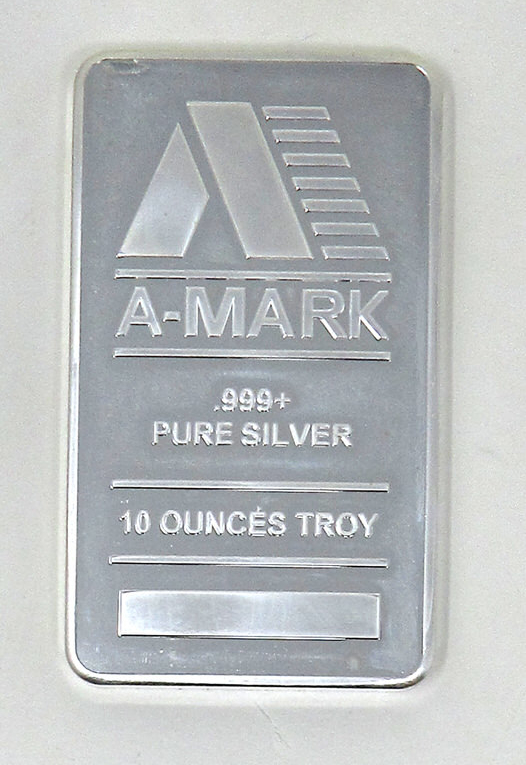 A-MARK
.999+
PURE SILVER
10 OUNCES TROY